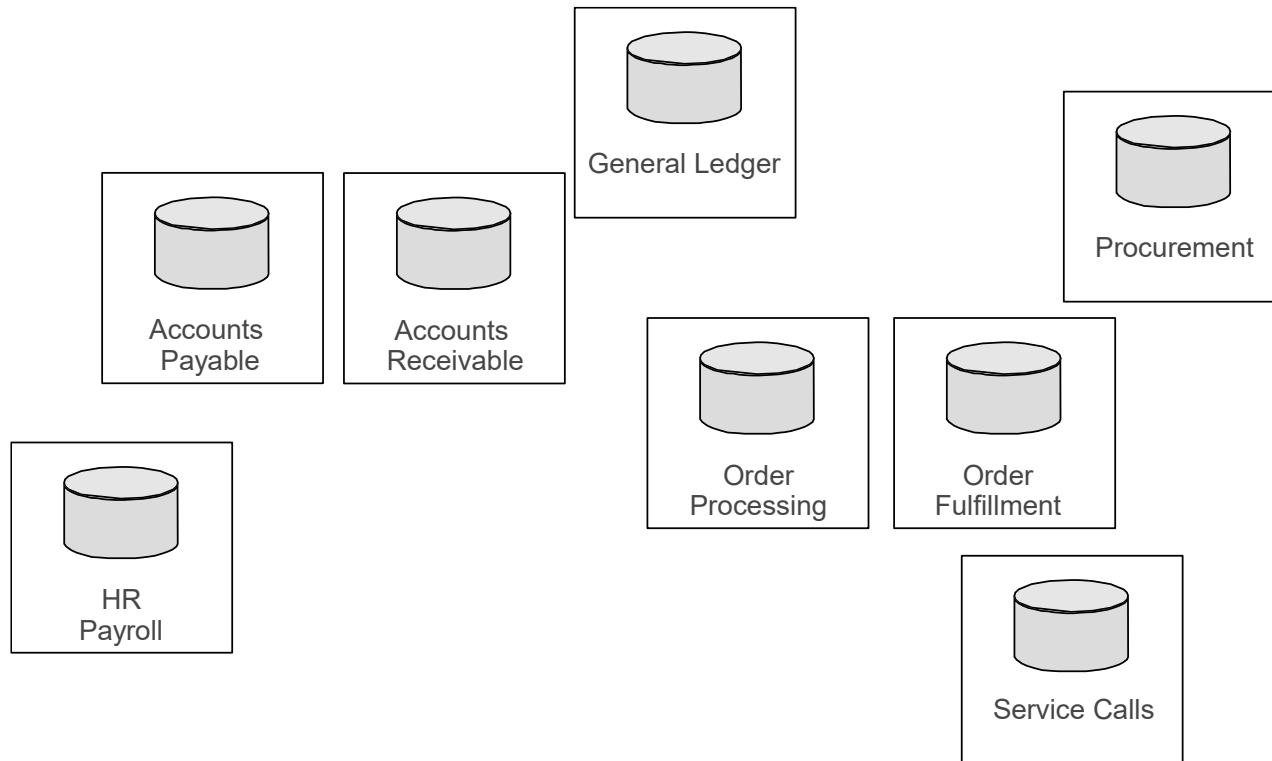 General Ledger
Procurement
Accounts
Payable
Accounts
Receivable
Order
Processing
Order
Fulfillment
HR
Payroll
Service Calls